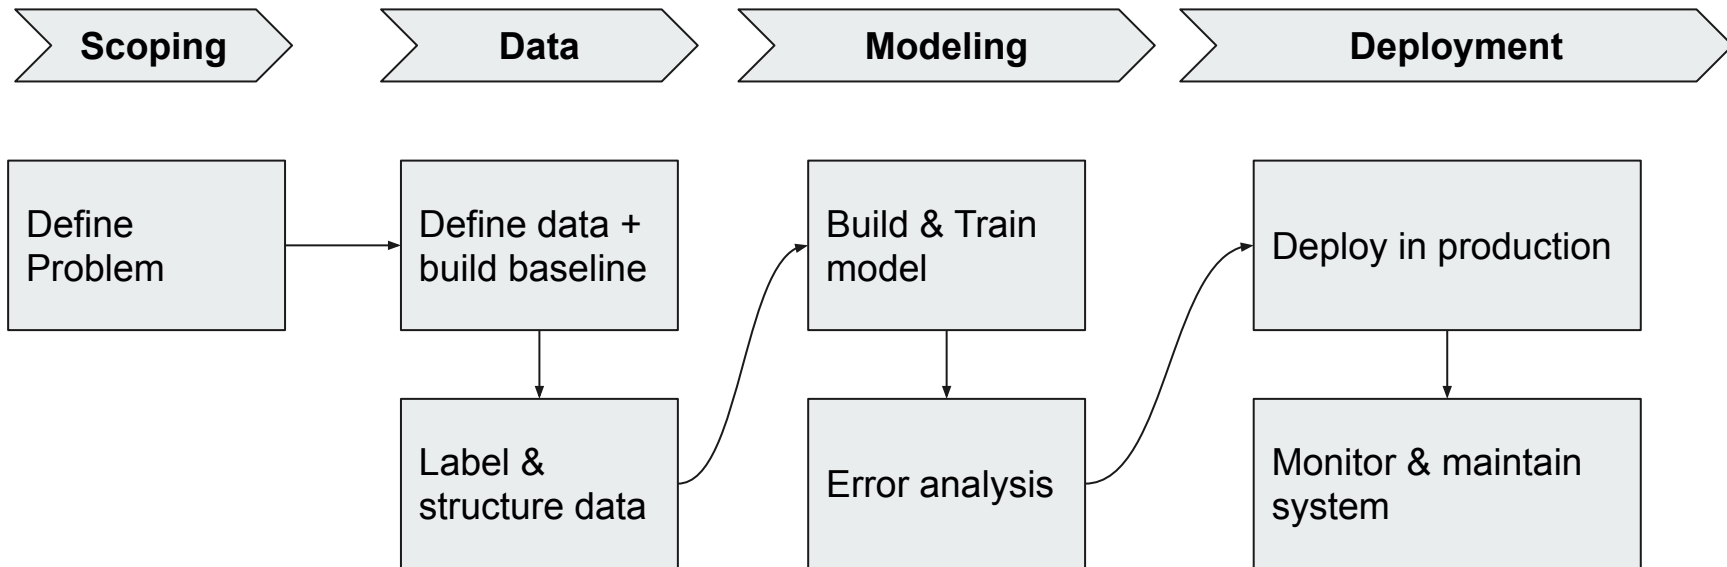 Scoping
Data
Modeling
Deployment
Define
Problem
Define data +
build baseline
Label &
structure data
Build & Train
model
Error analysis
Deploy in production
Monitor & maintain
system